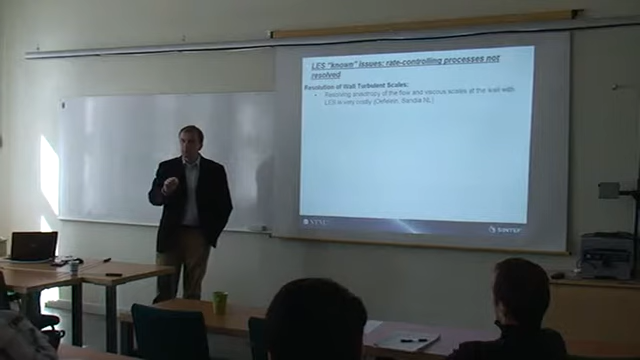 LES "known" issues: rate-controlling processes not
resolved
Resolution of Wall Turbulent Scales:
• Resolving anisotropy of the flow and viscous scales at the wall with
LES is very costly (Oefelein, Sandia NL)
NTNU
SINTEF